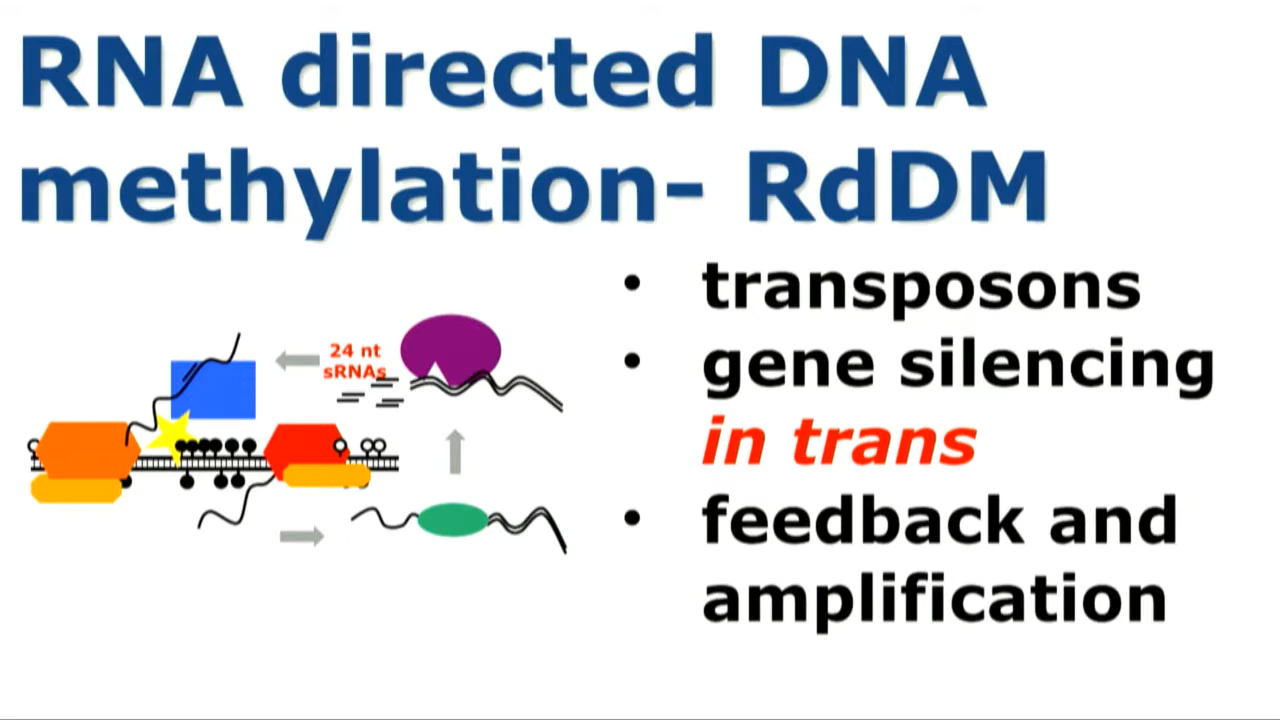 RNA directed DNA
methylation- RdDM
• transposons
• gene silencing
in trans
• feedback and
amplification
24 nt
sRNAs